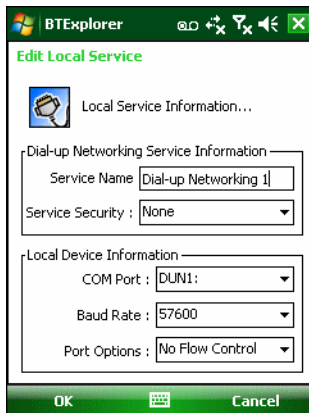 BTExplorer
Edit Local Service
Local Service Information...
Dial-up Networking Service Information
Service Name Dial-up Networking 1
Service Security : None
Local Device Information
COM Port : DUN1:
Baud Rate : 57600
Port Options : No Flow Control
OK Cancel